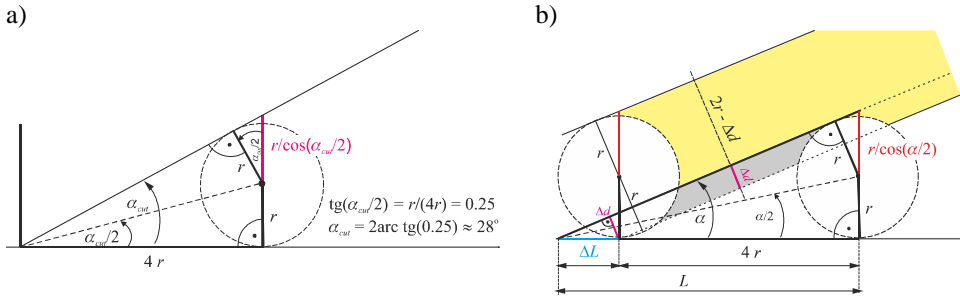 a)
r
α_cut/2
r/cos(α_cut/2)
α_cut
α_cut/2
r
4 r
tg(α_cut/2) = r/(4r) = 0.25
α_cut = 2arc tg(0.25) ≈ 28°
b)
2r - Δd
r
r
r/cos(α/2)
Δd
Δd
α
α/2
r
ΔL
4 r
L